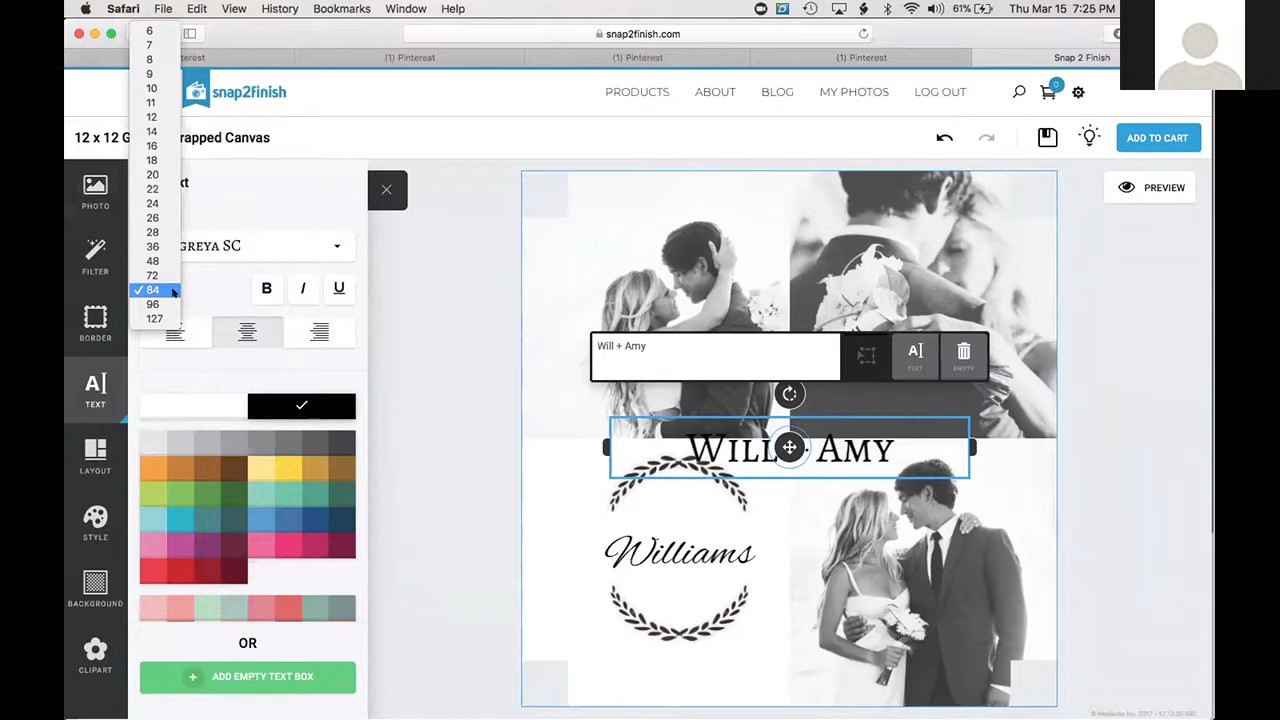 Safari File Edit View History Bookmarks Window Help 61% Thu Mar 15 7:25 PM
snap2finish.com
(1) Pinterest (1) Pinterest (1) Pinterest Snap 2 Finish
snap2finish PRODUCTS ABOUT BLOG MY PHOTOS LOG OUT 0
12 x 12 G rapped Canvas ADD TO CART
PREVIEW
PHOTO
FILTER
BORDER
TEXT
LAYOUT
STYLE
BACKGROUND
CLIPART
6
7
8
9
10
11
12
14
16
18
20
22
24
26
28
36
48
72
84
96
127
xt
GREYA SC
B I U
OR
+ ADD EMPTY TEXT BOX
Will + Amy
TEXT
EMPTY
Will Amy
Williams